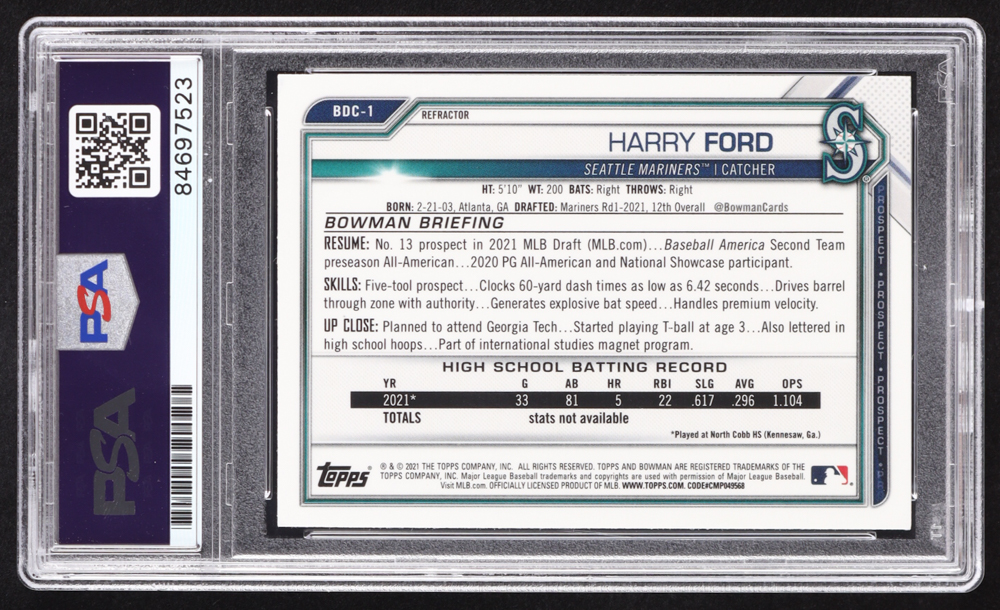 84697523
PSA
PSA
BDC-1
REFRACTOR
HARRY FORD
SEATTLE MARINERS™ | CATCHER
S
HT: 5'10" WT: 200 BATS: Right THROWS: Right
BORN: 2-21-03, Atlanta, GA DRAFTED: Mariners Rd1-2021, 12th Overall @BowmanCards
BOWMAN BRIEFING
RESUME: No. 13 prospect in 2021 MLB Draft (MLB.com)...Baseball America Second Team
preseason All-American...2020 PG All-American and National Showcase participant.
SKILLS: Five-tool prospect...Clocks 60-yard dash times as low as 6.42 seconds...Drives barrel
through zone with authority...Generates explosive bat speed...Handles premium velocity.
UP CLOSE: Planned to attend Georgia Tech...Started playing T-ball at age 3...Also lettered in
high school hoops...Part of international studies magnet program.
HIGH SCHOOL BATTING RECORD
YR G AB HR RBI SLG AVG OPS
2021* 33 81 5 22 .617 .296 1.104
TOTALS stats not available
*Played at North Cobb HS (Kennesaw, Ga.)
Topps
® & © 2021 THE TOPPS COMPANY, INC. ALL RIGHTS RESERVED. TOPPS AND BOWMAN ARE REGISTERED TRADEMARKS OF THE
TOPPS COMPANY, INC. Major League Baseball trademarks and copyrights are used with permission of Major League Baseball.
Visit MLB.com. OFFICIALLY LICENSED PRODUCT OF MLB. WWW.TOPPS.COM. CODE#CMP049568
PROSPECT • PROSPECT • PROSPECT • PROSPECT • PR